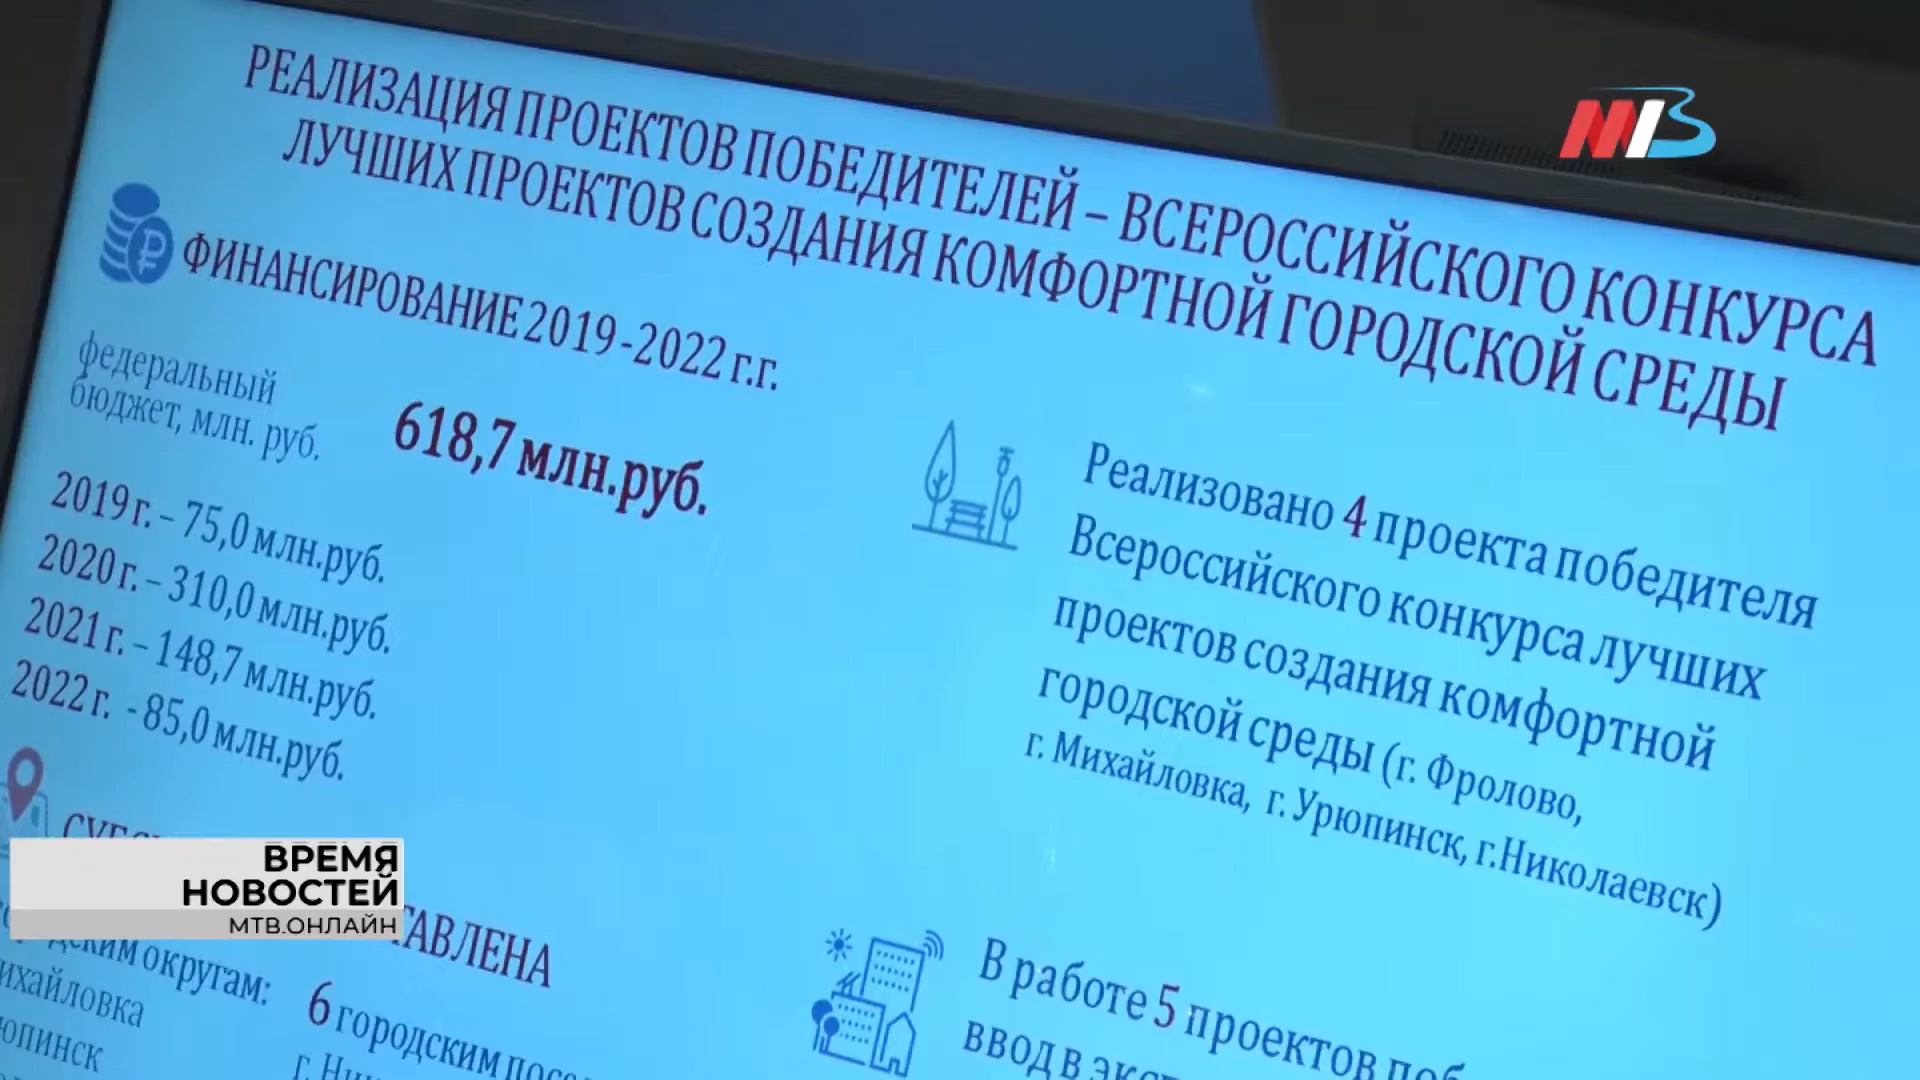 РЕАЛИЗАЦИЯ ПРОЕКТОВ ПОБЕДИТЕЛЕЙ – ВСЕРОССИЙСКОГО КОНКУРСА
ЛУЧШИХ ПРОЕКТОВ СОЗДАНИЯ КОМФОРТНОЙ ГОРОДСКОЙ СРЕДЫ
ФИНАНСИРОВАНИЕ 2019 -2022 г.г.
федеральный
бюджет, млн. руб.
618,7 млн.руб.
2019 г. – 75,0 млн.руб.
2020 г. – 310,0 млн.руб.
2021 г. – 148,7 млн.руб.
2022 г. - 85,0 млн.руб.
Реализовано 4 проекта победителя
Всероссийского конкурса лучших
проектов создания комфортной
городской среды (г. Фролово,
г. Михайловка, г. Урюпинск, г.Николаевск)
ВРЕМЯ
НОВОСТЕЙ
МТВ.ОНЛАЙН
округам:
6 городским
В работе 5 проектов
ввод в
МТВ